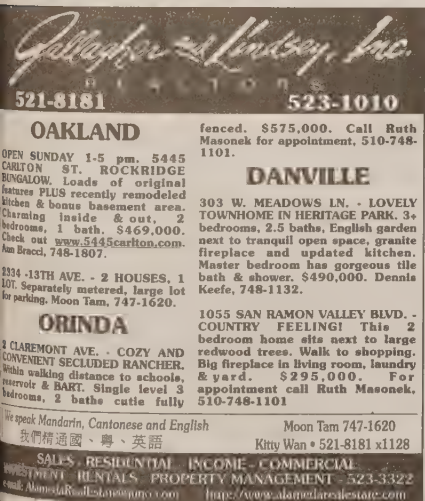 Gallagher and Lindsey, Inc.
REALTORS
521-8181
523-1010
OAKLAND
OPEN SUNDAY 1-5 pm. 5445
CARLTON ST. ROCKRIDGE
BUNGALOW. Loads of original
features PLUS recently remodeled
kitchen & bonus basement area.
Charming inside & out, 2
bedrooms, 1 bath. $469,000.
Check out www.5445carlton.com.
Ann Bracci, 748-1807.
2334 -13TH AVE. - 2 HOUSES, 1
LOT. Separately metered, large lot
for parking. Moon Tam, 747-1620.
ORINDA
2 CLAREMONT AVE. - COZY AND
CONVENIENT SECLUDED RANCHER.
Within walking distance to schools,
reservoir & BART. Single level 3
bedrooms, 2 baths cutie fully
fenced. $575,000. Call Ruth
Masonek for appointment, 510-748-
1101.
DANVILLE
303 W. MEADOWS LN. - LOVELY
TOWNHOME IN HERITAGE PARK. 3+
bedrooms, 2.5 baths, English garden
next to tranquil open space, granite
fireplace and updated kitchen.
Master bedroom has gorgeous tile
bath & shower. $490,000. Dennis
Keefe, 748-1132.
1055 SAN RAMON VALLEY BLVD. -
COUNTRY FEELING! This 2
bedroom home sits next to large
redwood trees. Walk to shopping.
Big fireplace in living room, laundry
& yard. $295,000. For
appointment call Ruth Masonek,
510-748-1101
We speak Mandarin, Cantonese and English
我們精通國、粵、英語
Moon Tam 747-1620
Kitty Wan • 521-8181 x1128
SALES - RESIDENTIAL INCOME - COMMERCIAL
INVESTMENT RENTALS PROPERTY MANAGEMENT - 523-3322
e-mail: